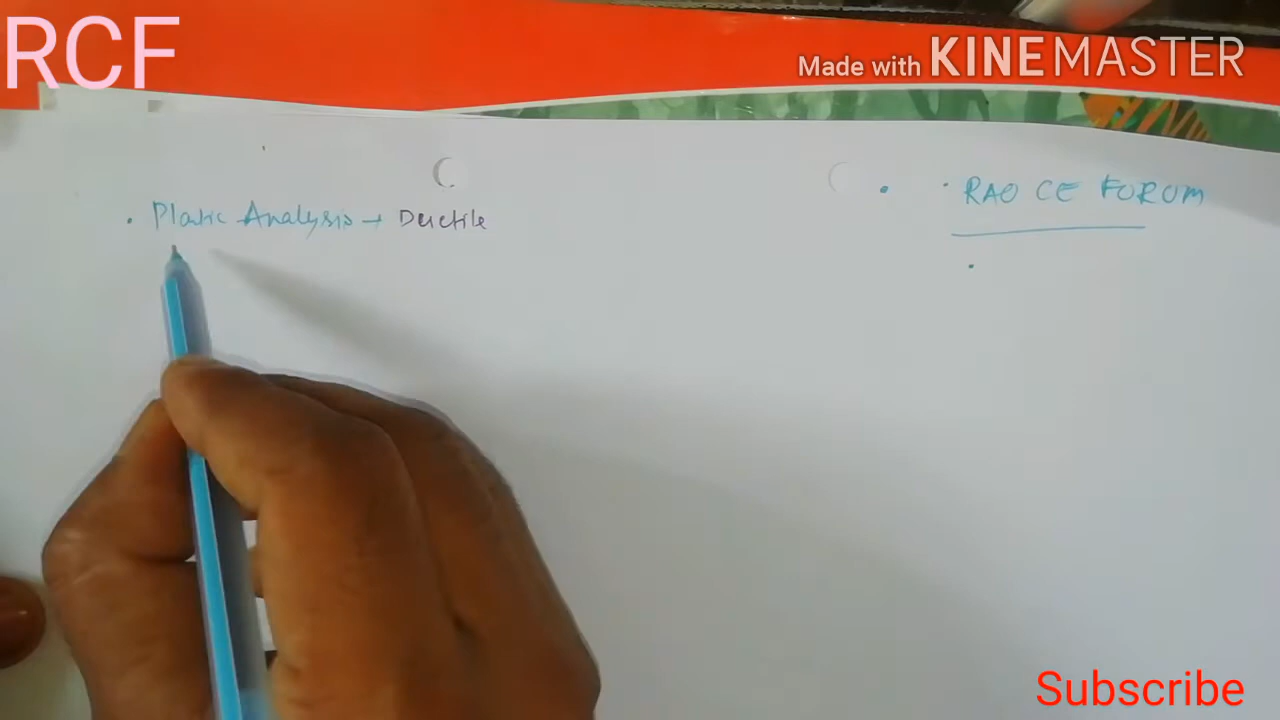 RCF
Made with KINEMASTER
RAO CE FORUM
Plastic Analysis → Ductile
Subscribe